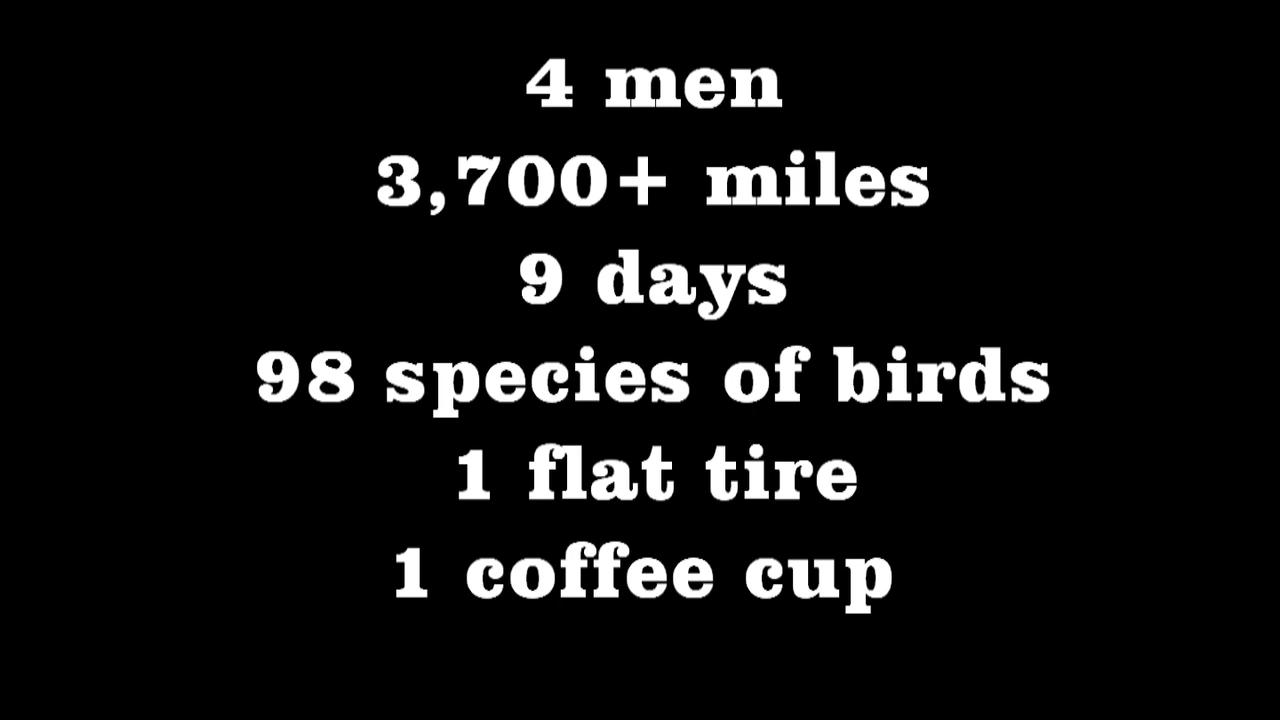 4 men
3,700+ miles
9 days
98 species of birds
1 flat tire
1 coffee cup